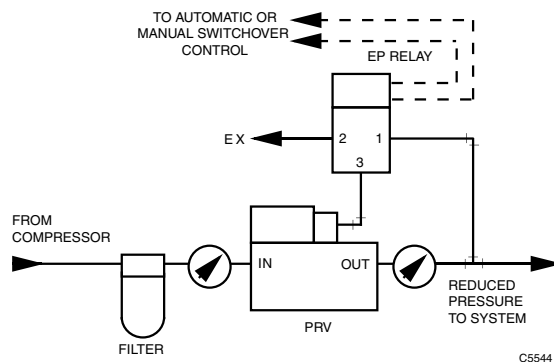 TO AUTOMATIC OR
MANUAL SWITCHOVER
CONTROL
EP RELAY
EX
2
1
3
FROM
COMPRESSOR
IN
OUT
PRV
FILTER
REDUCED
PRESSURE
TO SYSTEM
C5544